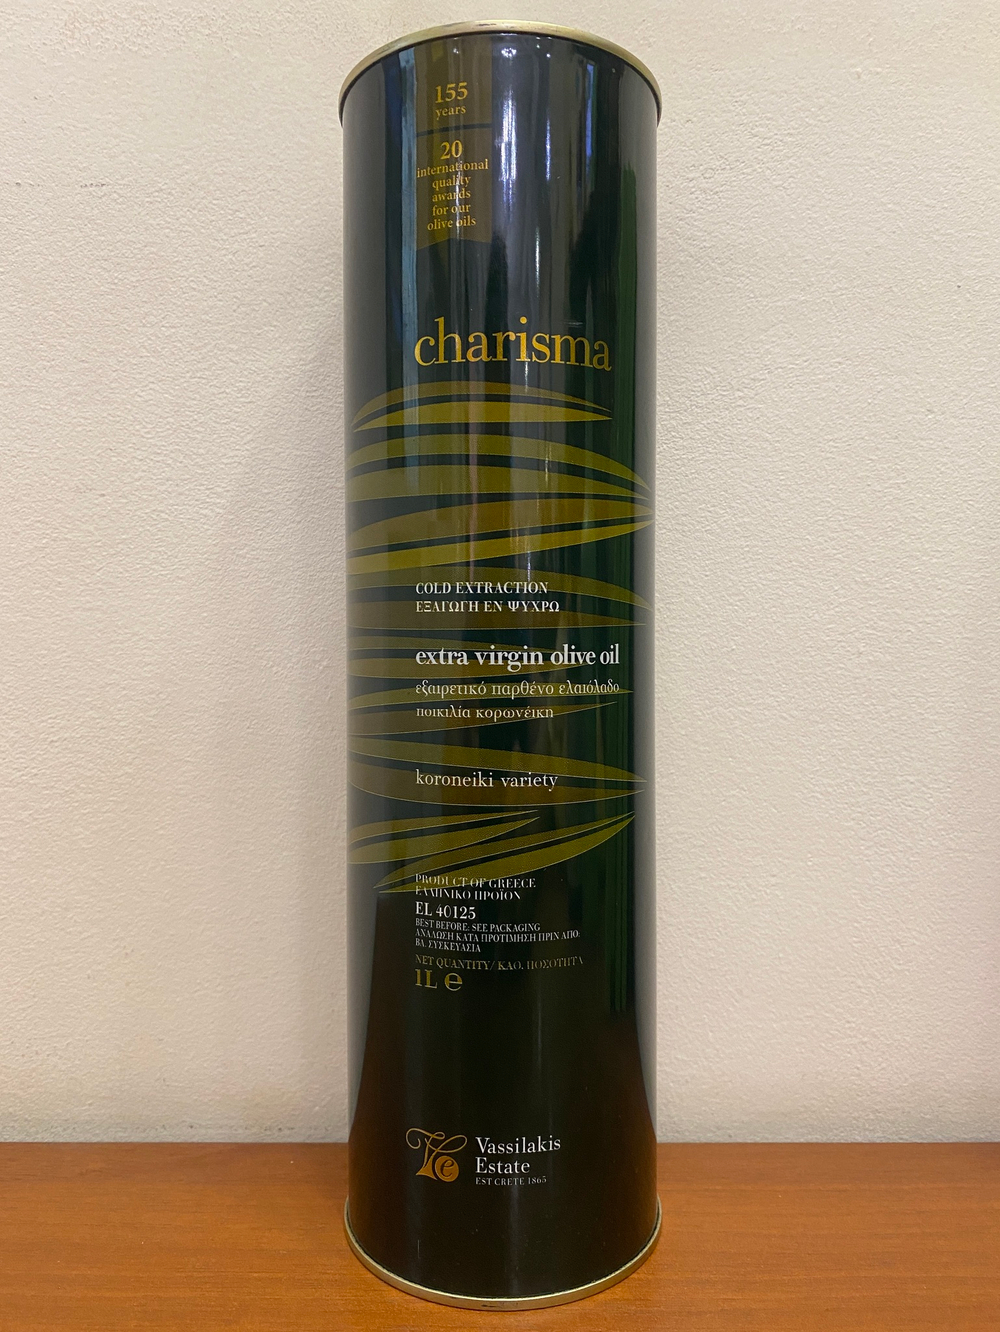 155
years
20
international
quality
awards
for our
olive oils
charisma
COLD EXTRACTION
ΕΞΑΓΩΓΗ ΕΝ ΨΥΧΡΩ
extra virgin olive oil
εξαιρετικό παρθένο ελαιόλαδο
ποικιλία κορωνέικη
koroneiki variety
PRODUCT OF GREECE
ΕΛΛΗΝΙΚΟ ΠΡΟΪΟΝ
EL 40125
BEST BEFORE: SEE PACKAGING
ΑΝΑΛΩΣΗ ΚΑΤΑ ΠΡΟΤΙΜΗΣΗ ΠΡΙΝ ΑΠΟ:
ΒΛ. ΣΥΣΚΕΥΑΣΙΑ
NET QUANTITY/ ΚΑΘ. ΠΟΣΟΤΗΤΑ
1L ℮
Ve
Vassilakis
Estate
EST CRETE 1865